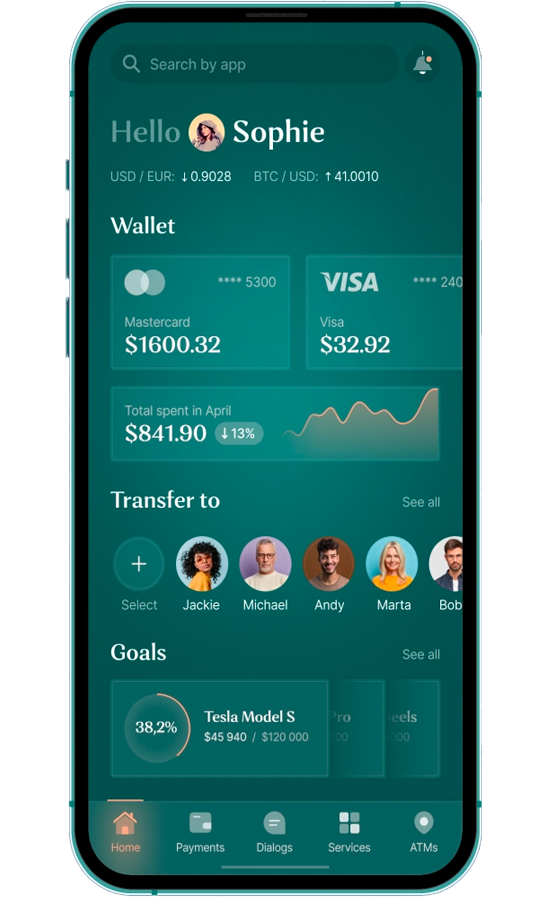 Search by app
Hello Sophie
USD / EUR: ↓0.9028 BTC / USD: ↑41.0010
Wallet
**** 5300
Mastercard
$1600.32
VISA **** 240
Visa
$32.92
Total spent in April
$841.90 ↓13%
Transfer to See all
Select Jackie Michael Andy Marta Bob
Goals See all
38,2%
Tesla Model S
$45 940 / $120 000
Pro
00
eels
000
Home Payments Dialogs Services ATMs